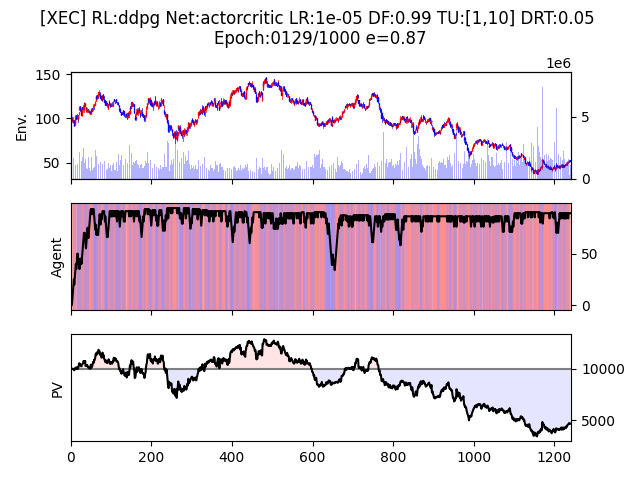 [XEC] RL:ddpg Net:actorcritic LR:1e-05 DF:0.99 TU:[1,10] DRT:0.05
Epoch:0129/1000 e=0.87
1e6
150
100
50
Env.
5
0
Agent
50
0
PV
10000
5000
0
200
400
600
800
1000
1200